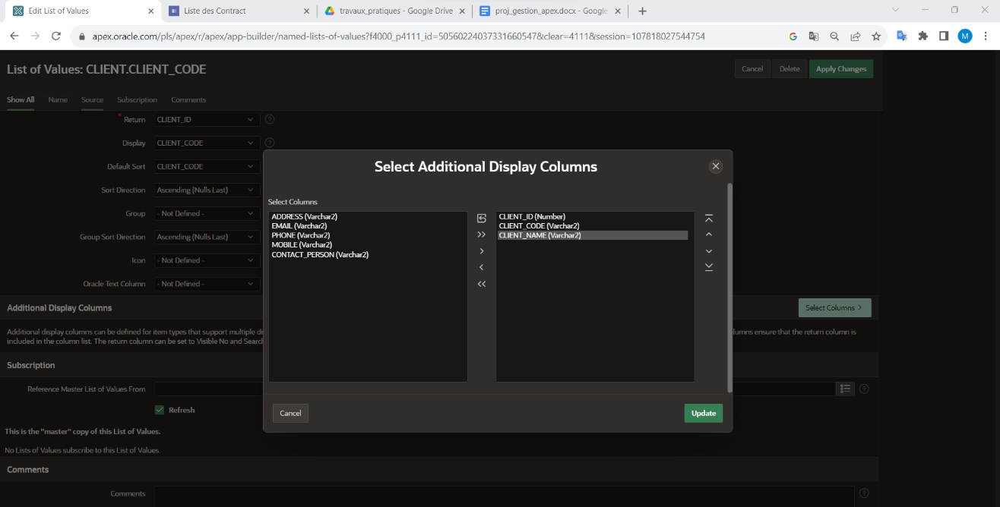 Edit List of Values
Liste des Contract
travaux_pratiques - Google Drive
proj_gestion_apex.docx - Google
apex.oracle.com/pls/apex/r/apex/app-builder/named-lists-of-values?f4000_p4111_id=50560224037331660547&clear=4111&session=107818027544754
M
List of Values: CLIENT.CLIENT_CODE
Cancel
Delete
Apply Changes
Show All
Name
Source
Subscription
Comments
* Return
CLIENT_ID
Display
CLIENT_CODE
Default Sort
CLIENT_CODE
Sort Direction
Ascending (Nulls Last)
Group
- Not Defined -
Group Sort Direction
Ascending (Nulls Last)
Icon
- Not Defined -
Oracle Text Column
- Not Defined -
Additional Display Columns
Select Columns >
Additional display columns can be defined for item types that support multiple di
lumns ensure that the return column is
included in the column list. The return column can be set to Visible No and Search
Subscription
Reference Master List of Values From
Refresh
This is the "master" copy of this List of Values.
No Lists of Values subscribe to this List of Values.
Comments
Comments
Select Additional Display Columns
Select Columns
ADDRESS (Varchar2)
EMAIL (Varchar2)
PHONE (Varchar2)
MOBILE (Varchar2)
CONTACT_PERSON (Varchar2)
CLIENT_ID (Number)
CLIENT_CODE (Varchar2)
CLIENT_NAME (Varchar2)
Cancel
Update